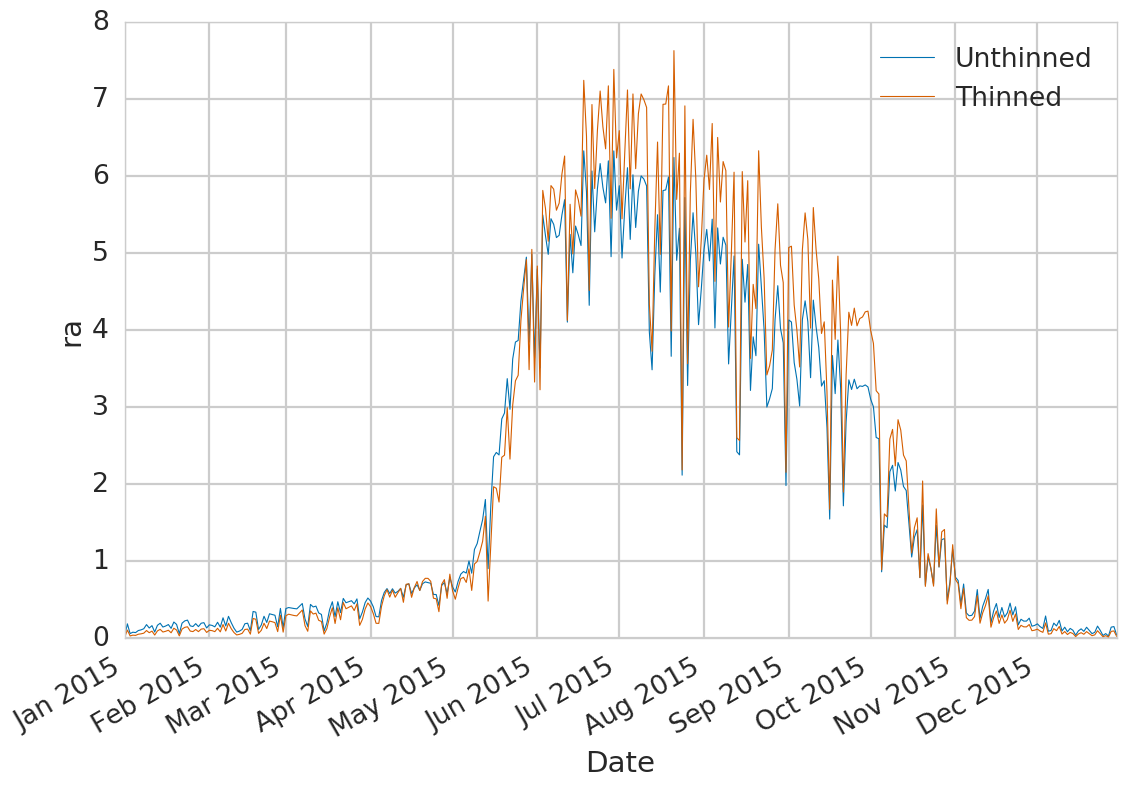 8
7
6
5
4
3
2
1
0
ra
Unthinned
Thinned
Jan 2015
Feb 2015
Mar 2015
Apr 2015
May 2015
Jun 2015
Jul 2015
Aug 2015
Sep 2015
Oct 2015
Nov 2015
Dec 2015
Date